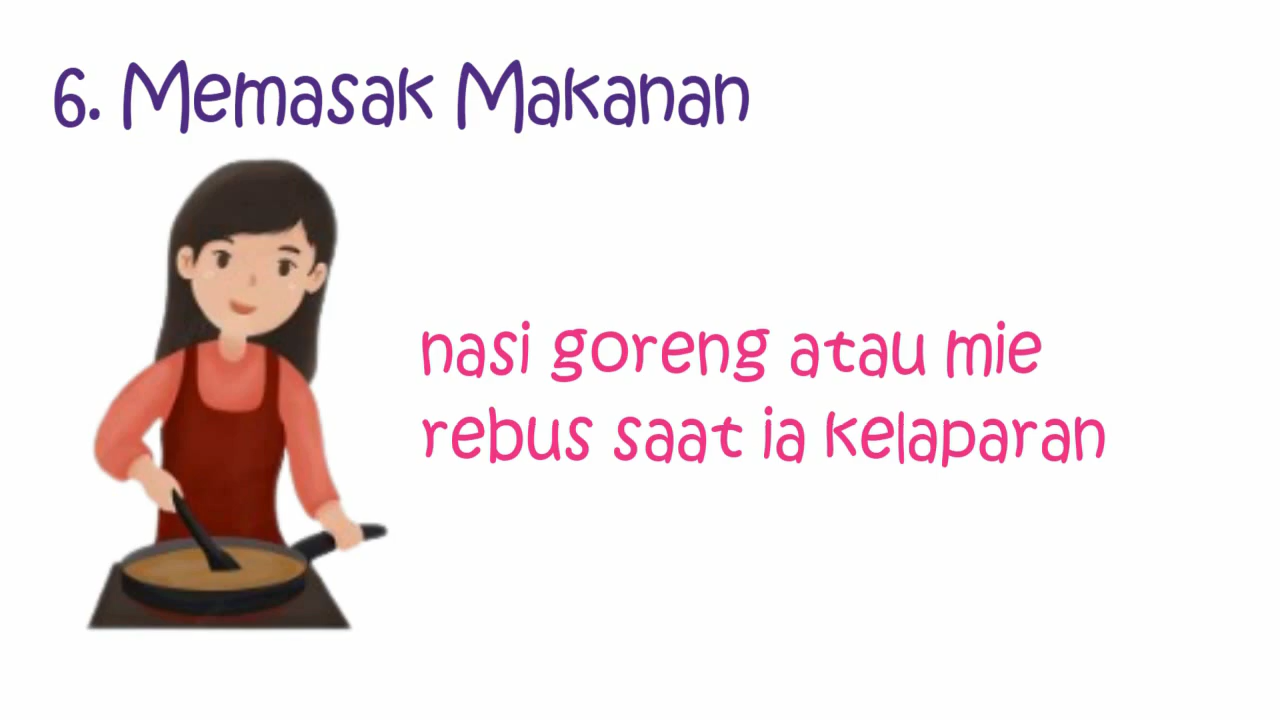 6. Memasak Makanan
nasi goreng atau mie
rebus saat ia kelaparan